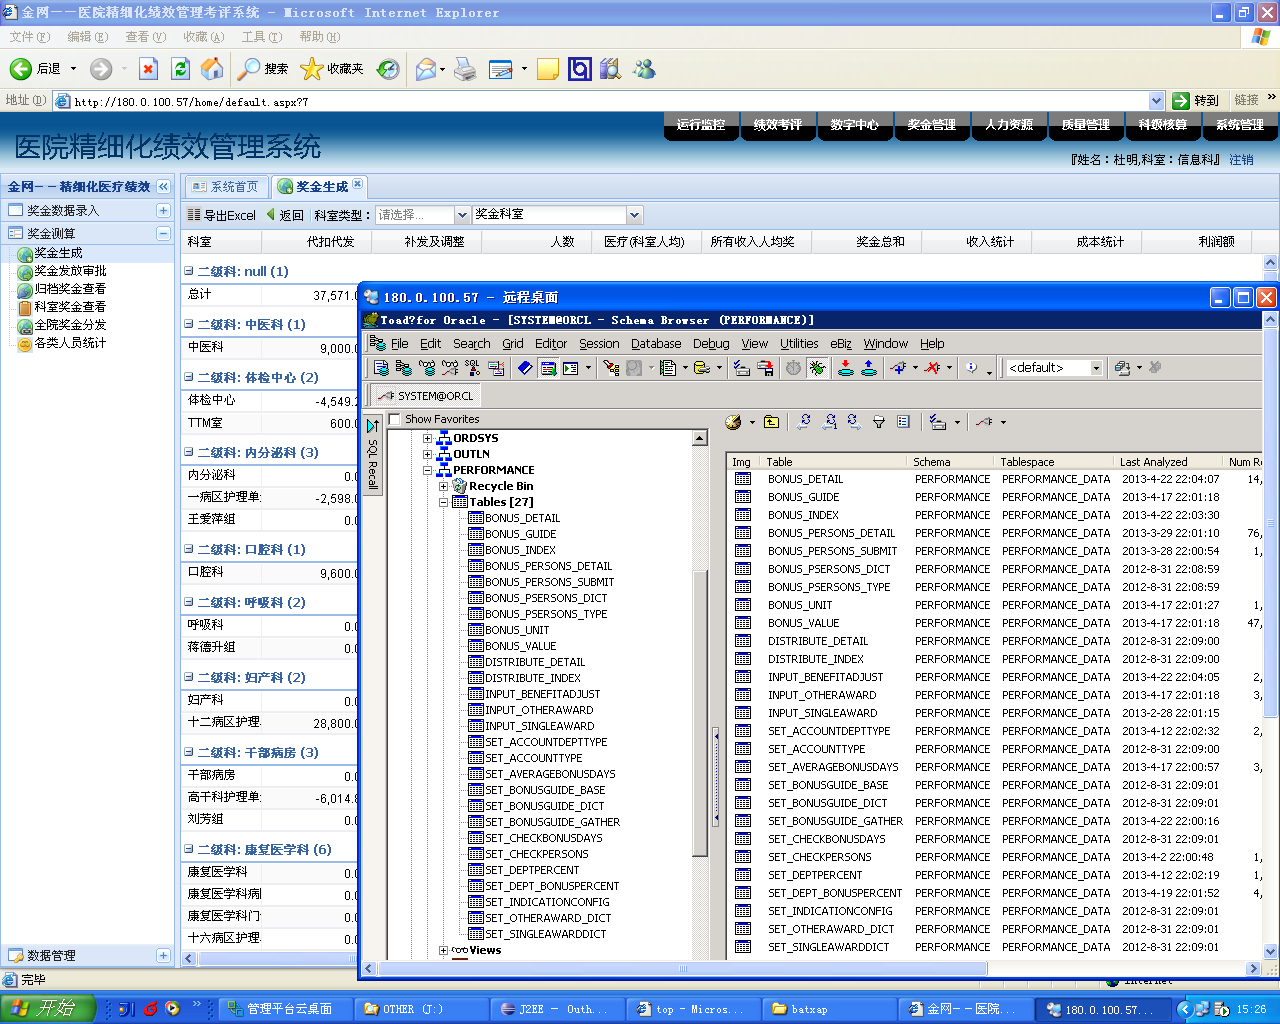 金网－－医院精细化绩效管理考评系统 - Microsoft Internet Explorer
文件(F) 编辑(E) 查看(V) 收藏(A) 工具(T) 帮助(H)
后退 搜索 收藏夹
地址(D) http://180.0.100.57/home/default.aspx?7 转到 链接 »
医院精细化绩效管理系统
运行监控 绩效考评 数字中心 奖金管理 人力资源 质量管理 科级核算 系统管理
『姓名：杜明,科室：信息科』 注销
金网－－精细化医疗绩效
奖金数据录入
奖金测算
奖金生成
奖金发放审批
归档奖金查看
科室奖金查看
全院奖金分发
各类人员统计
数据管理
系统首页 奖金生成
导出Excel 返回 科室类型： 请选择... 奖金科室
科室 代扣代发 补发及调整 人数 医疗(科室人均) 所有收入人均奖 奖金总和 收入统计 成本统计 利润额
二级科: null (1)
总计 37,571.0
二级科: 中医科 (1)
中医科 9,000.0
二级科: 体检中心 (2)
体检中心 -4,549.2
TTM室 600.0
二级科: 内分泌科 (3)
内分泌科 0.0
一病区护理单 -2,598.0
王爱萍组 0.0
二级科: 口腔科 (1)
口腔科 9,600.0
二级科: 呼吸科 (2)
呼吸科 0.0
蒋德升组 0.0
二级科: 妇产科 (2)
妇产科 0.0
十二病区护理 28,800.0
二级科: 干部病房 (3)
干部病房 0.0
高干科护理单 -6,014.8
刘芳组 0.0
二级科: 康复医学科 (6)
康复医学科 0.0
康复医学科病 0.0
康复医学科门 0.0
十六病区护理 0.0
180.0.100.57 - 远程桌面
Toad?for Oracle - [SYSTEM@ORCL - Schema Browser (PERFORMANCE)]
File Edit Search Grid Editor Session Database Debug View Utilities eBiz Window Help
<default>
SYSTEM@ORCL
SQL Recall
Show Favorites
ORDSYS
OUTLN
PERFORMANCE
Recycle Bin
Tables [27]
BONUS_DETAIL
BONUS_GUIDE
BONUS_INDEX
BONUS_PERSONS_DETAIL
BONUS_PERSONS_SUBMIT
BONUS_PSERSONS_DICT
BONUS_PSERSONS_TYPE
BONUS_UNIT
BONUS_VALUE
DISTRIBUTE_DETAIL
DISTRIBUTE_INDEX
INPUT_BENEFITADJUST
INPUT_OTHERAWARD
INPUT_SINGLEAWARD
SET_ACCOUNTDEPTTYPE
SET_ACCOUNTTYPE
SET_AVERAGEBONUSDAYS
SET_BONUSGUIDE_BASE
SET_BONUSGUIDE_DICT
SET_BONUSGUIDE_GATHER
SET_CHECKBONUSDAYS
SET_CHECKPERSONS
SET_DEPTPERCENT
SET_DEPT_BONUSPERCENT
SET_INDICATIONCONFIG
SET_OTHERAWARD_DICT
SET_SINGLEAWARDDICT
Views
Img Table Schema Tablespace Last Analyzed Num R
BONUS_DETAIL PERFORMANCE PERFORMANCE_DATA 2013-4-22 22:04:07 14,
BONUS_GUIDE PERFORMANCE PERFORMANCE_DATA 2013-4-17 22:01:18
BONUS_INDEX PERFORMANCE PERFORMANCE_DATA 2013-4-22 22:03:30
BONUS_PERSONS_DETAIL PERFORMANCE PERFORMANCE_DATA 2013-3-29 22:01:10 76,
BONUS_PERSONS_SUBMIT PERFORMANCE PERFORMANCE_DATA 2013-3-28 22:00:54 1,
BONUS_PSERSONS_DICT PERFORMANCE PERFORMANCE_DATA 2012-8-31 22:08:59
BONUS_PSERSONS_TYPE PERFORMANCE PERFORMANCE_DATA 2012-8-31 22:08:59
BONUS_UNIT PERFORMANCE PERFORMANCE_DATA 2013-4-17 22:01:27 1,
BONUS_VALUE PERFORMANCE PERFORMANCE_DATA 2013-4-17 22:01:18 47,
DISTRIBUTE_DETAIL PERFORMANCE PERFORMANCE_DATA 2012-8-31 22:09:00
DISTRIBUTE_INDEX PERFORMANCE PERFORMANCE_DATA 2012-8-31 22:09:00
INPUT_BENEFITADJUST PERFORMANCE PERFORMANCE_DATA 2013-4-22 22:04:05 2,
INPUT_OTHERAWARD PERFORMANCE PERFORMANCE_DATA 2013-4-17 22:01:18 3,
INPUT_SINGLEAWARD PERFORMANCE PERFORMANCE_DATA 2013-2-28 22:01:15
SET_ACCOUNTDEPTTYPE PERFORMANCE PERFORMANCE_DATA 2013-4-12 22:02:32 2,
SET_ACCOUNTTYPE PERFORMANCE PERFORMANCE_DATA 2012-8-31 22:09:00
SET_AVERAGEBONUSDAYS PERFORMANCE PERFORMANCE_DATA 2013-4-17 22:00:57 3,
SET_BONUSGUIDE_BASE PERFORMANCE PERFORMANCE_DATA 2012-8-31 22:09:01
SET_BONUSGUIDE_DICT PERFORMANCE PERFORMANCE_DATA 2012-8-31 22:09:01
SET_BONUSGUIDE_GATHER PERFORMANCE PERFORMANCE_DATA 2013-4-22 22:00:16
SET_CHECKBONUSDAYS PERFORMANCE PERFORMANCE_DATA 2012-8-31 22:09:01
SET_CHECKPERSONS PERFORMANCE PERFORMANCE_DATA 2013-4-2 22:00:48 1,
SET_DEPTPERCENT PERFORMANCE PERFORMANCE_DATA 2013-4-12 22:02:19 1,
SET_DEPT_BONUSPERCENT PERFORMANCE PERFORMANCE_DATA 2013-4-19 22:01:52 4,
SET_INDICATIONCONFIG PERFORMANCE PERFORMANCE_DATA 2012-8-31 22:09:01
SET_OTHERAWARD_DICT PERFORMANCE PERFORMANCE_DATA 2012-8-31 22:09:01
SET_SINGLEAWARDDICT PERFORMANCE PERFORMANCE_DATA 2012-8-31 22:09:01
完毕 Internet
开始 » 管理平台云桌面 OTHER (J:) J2EE - Outh... top - Micros... batxap 金网－－医院... 180.0.100.57... 15:26